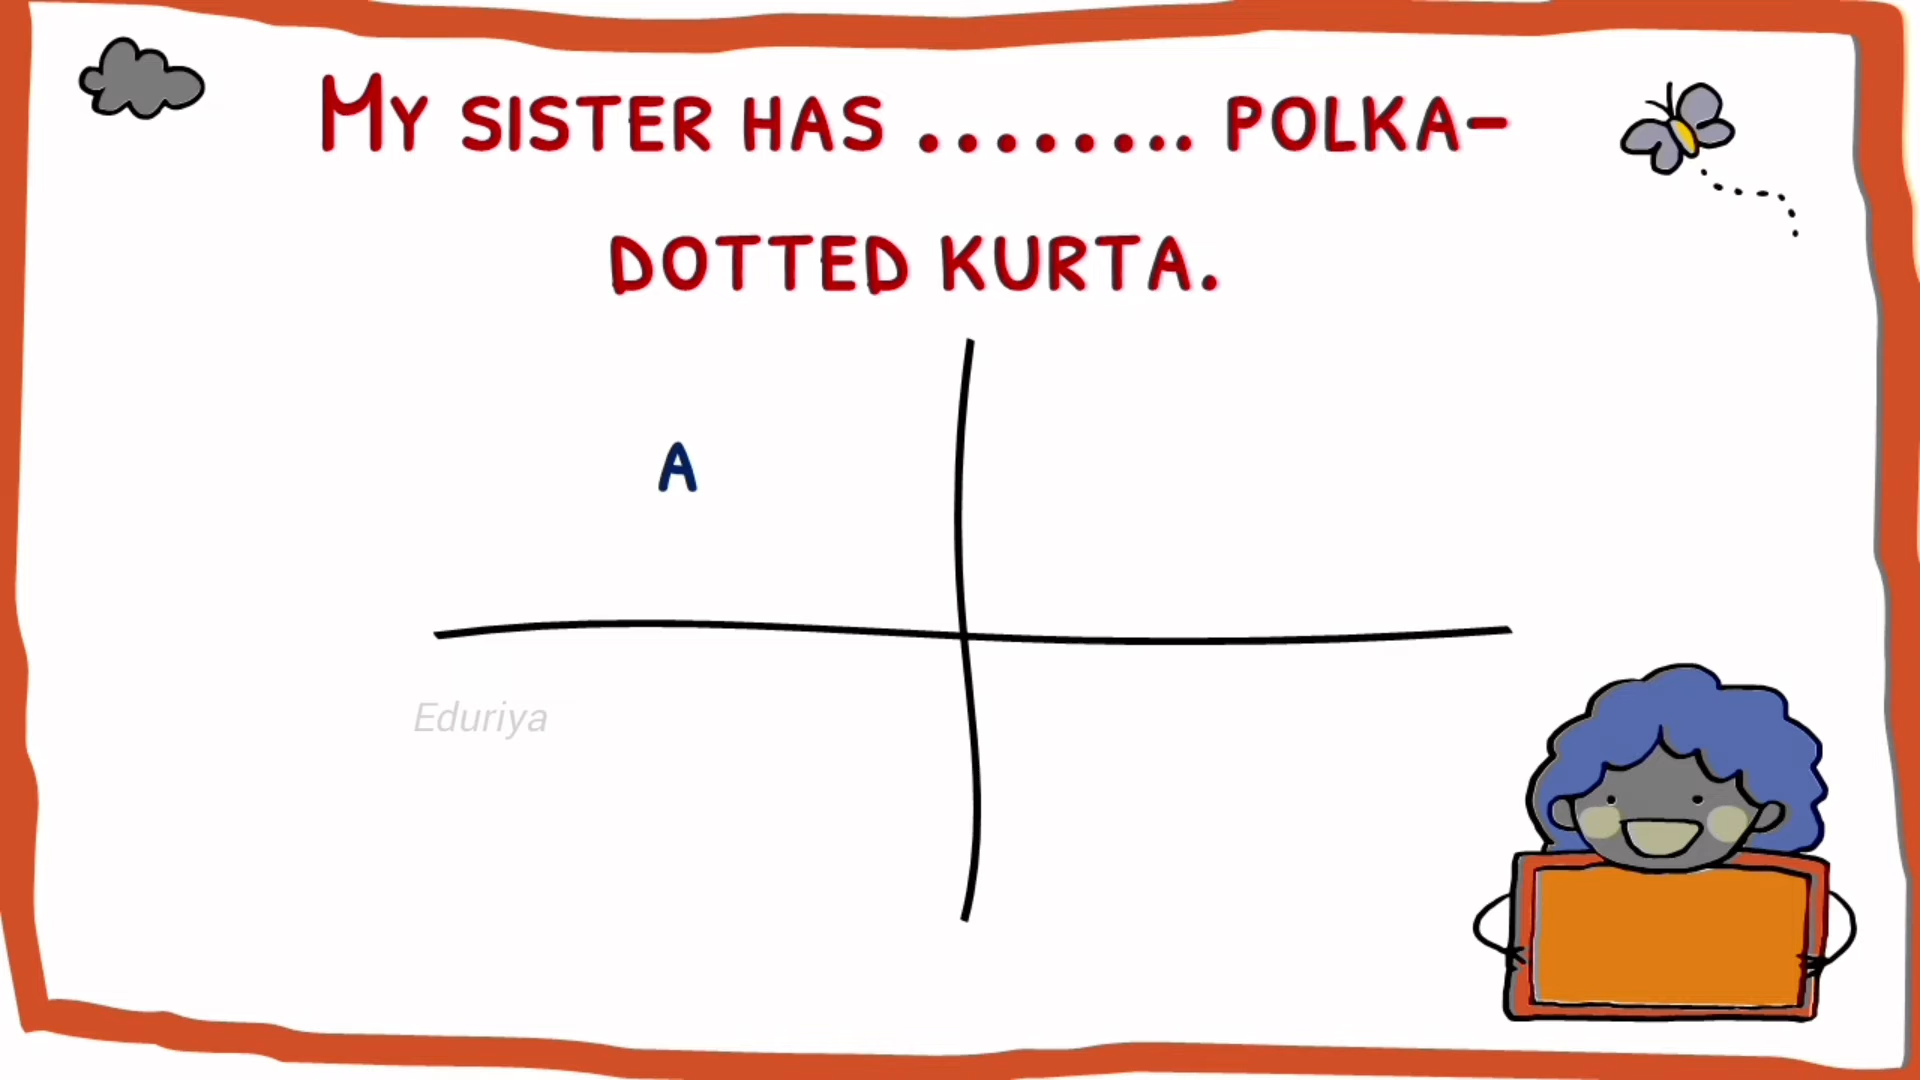 My sister has ........ polka-
dotted kurta.
A
Eduriya